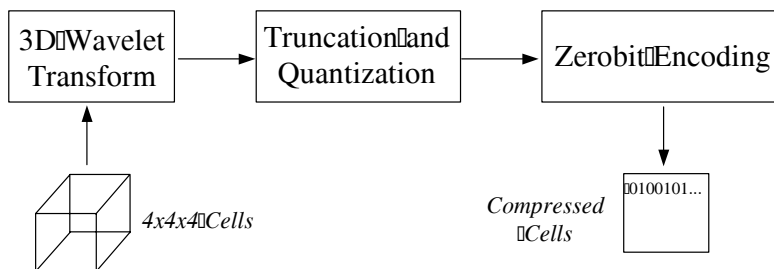 3D▯Wavelet
Transform
Truncation▯and
Quantization
Zerobit▯Encoding
4x4x4▯Cells
Compressed
▯Cells
▯0100101...